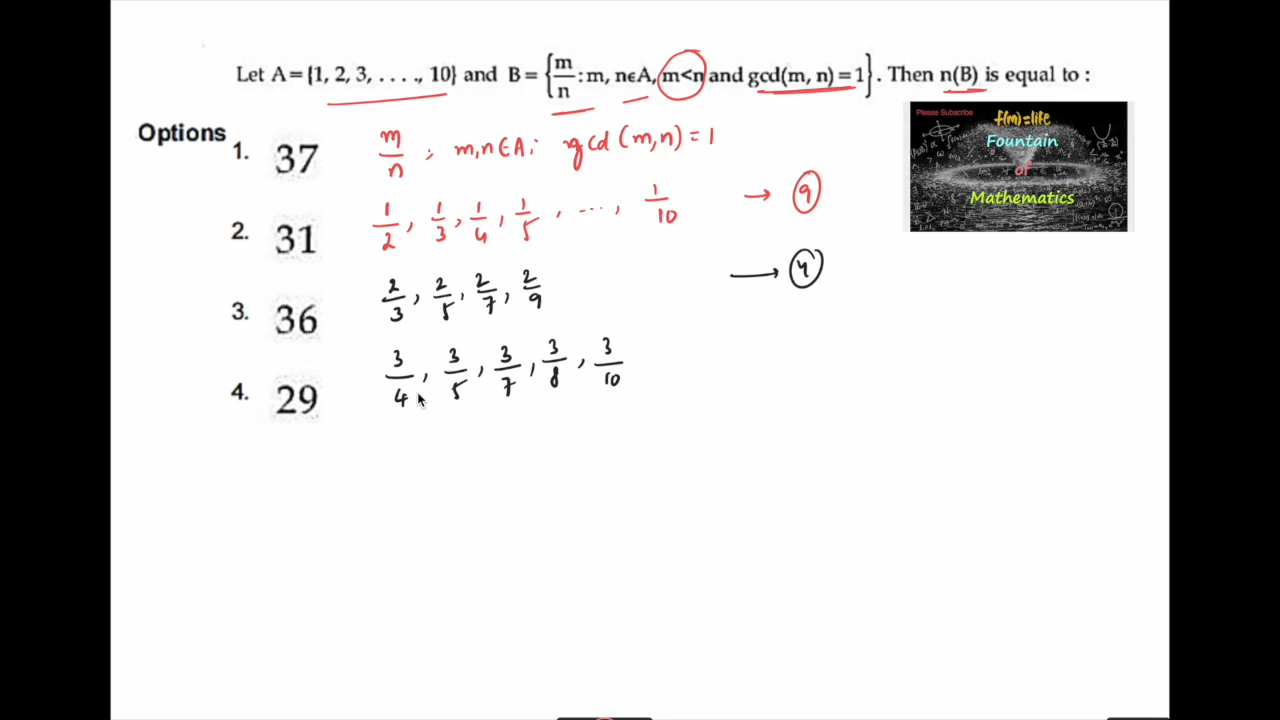 Let A = {1, 2, 3, . . . ., 10} and B = {m/n : m, n∈A, m<n and gcd(m, n) = 1}. Then n(B) is equal to :
Please Subscribe
f(m)=life
Fountain
of
Mathematics
Options
1. 37
2. 31
3. 36
4. 29
m/n ; m,n ∈ A; gcd (m,n) = 1
1/2, 1/3, 1/4, 1/5, ..., 1/10 → 9
2/3, 2/5, 2/7, 2/9 → 4
3/4, 3/5, 3/7, 3/8, 3/10